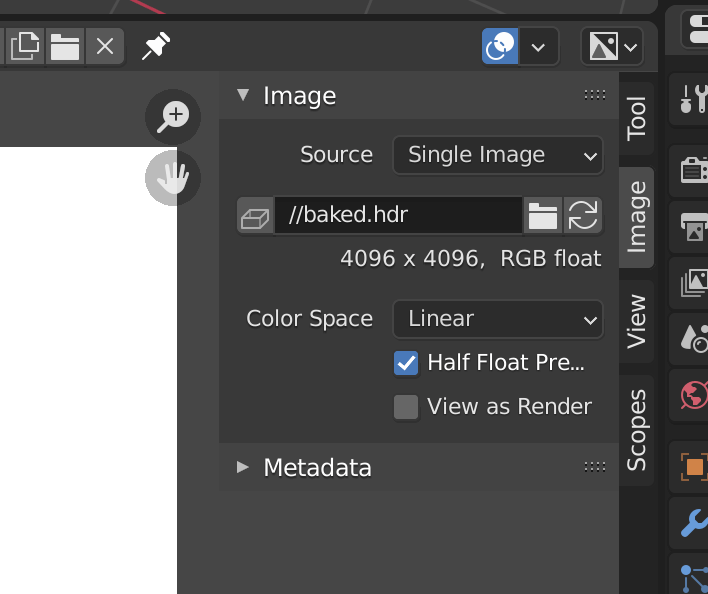 Image
Source Single Image
//baked.hdr
4096 x 4096, RGB float
Color Space Linear
Half Float Pre...
View as Render
Metadata
Tool
Image
View
Scopes